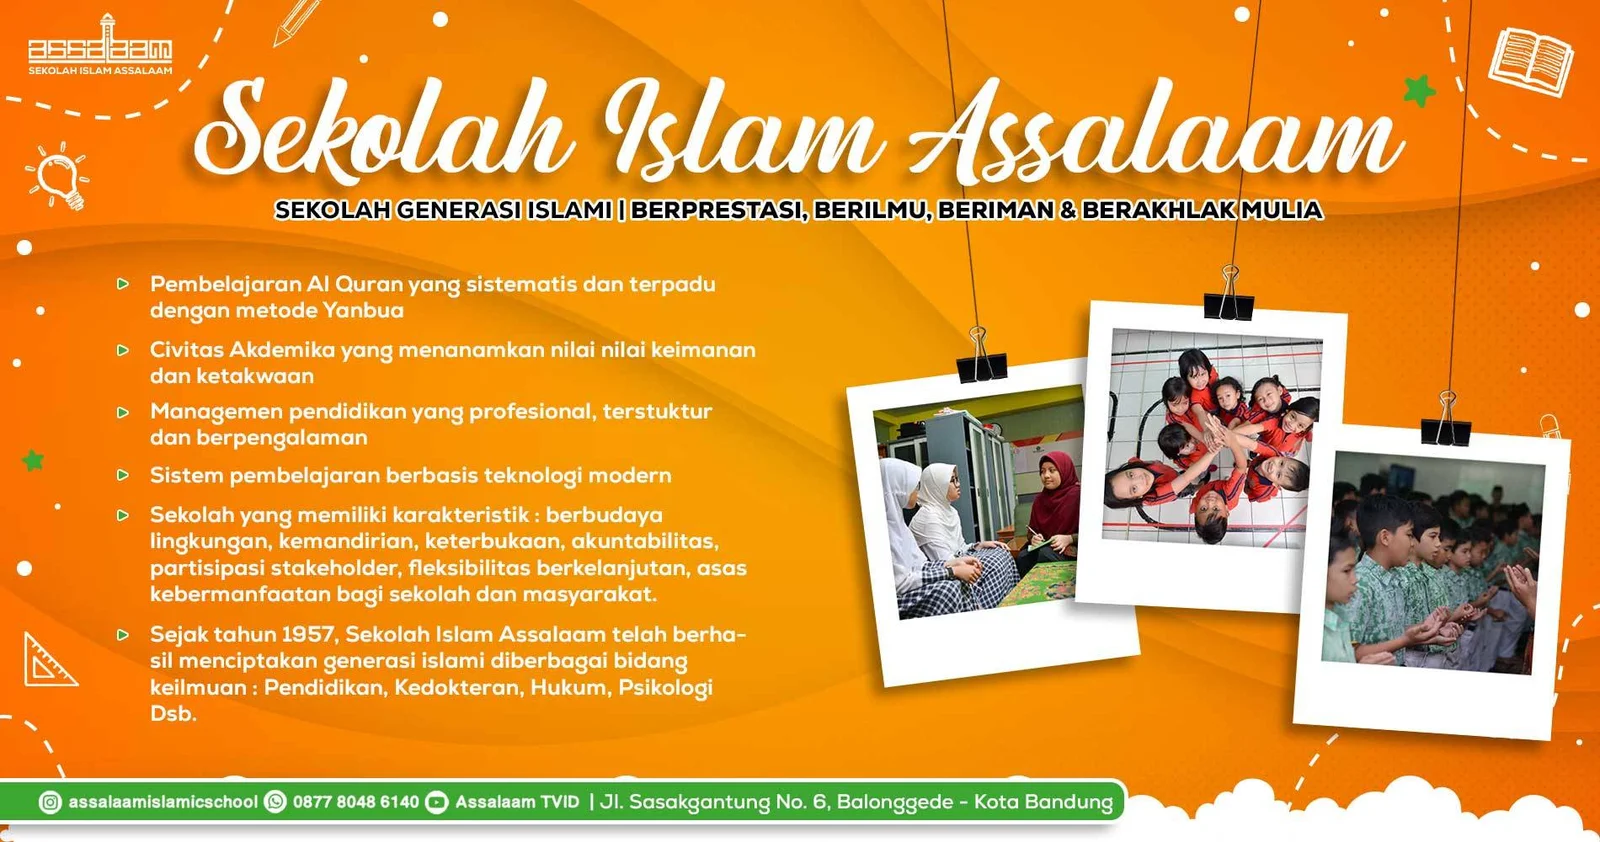 assalaam
SEKOLAH ISLAM ASSALAAM
Sekolah Islam Assalaam
SEKOLAH GENERASI ISLAMI | BERPRESTASI, BERILMU, BERIMAN & BERAKHLAK MULIA
Pembelajaran Al Quran yang sistematis dan terpadu
dengan metode Yanbua
Civitas Akdemika yang menanamkan nilai nilai keimanan
dan ketakwaan
Managemen pendidikan yang profesional, terstuktur
dan berpengalaman
Sistem pembelajaran berbasis teknologi modern
Sekolah yang memiliki karakteristik : berbudaya
lingkungan, kemandirian, keterbukaan, akuntabilitas,
partisipasi stakeholder, fleksibilitas berkelanjutan, asas
kebermanfaatan bagi sekolah dan masyarakat.
Sejak tahun 1957, Sekolah Islam Assalaam telah berha-
sil menciptakan generasi islami diberbagai bidang
keilmuan : Pendidikan, Kedokteran, Hukum, Psikologi
Dsb.
assalaamislamicschool 0877 8048 6140 Assalaam TVID | Jl. Sasakgantung No. 6, Balonggede - Kota Bandung